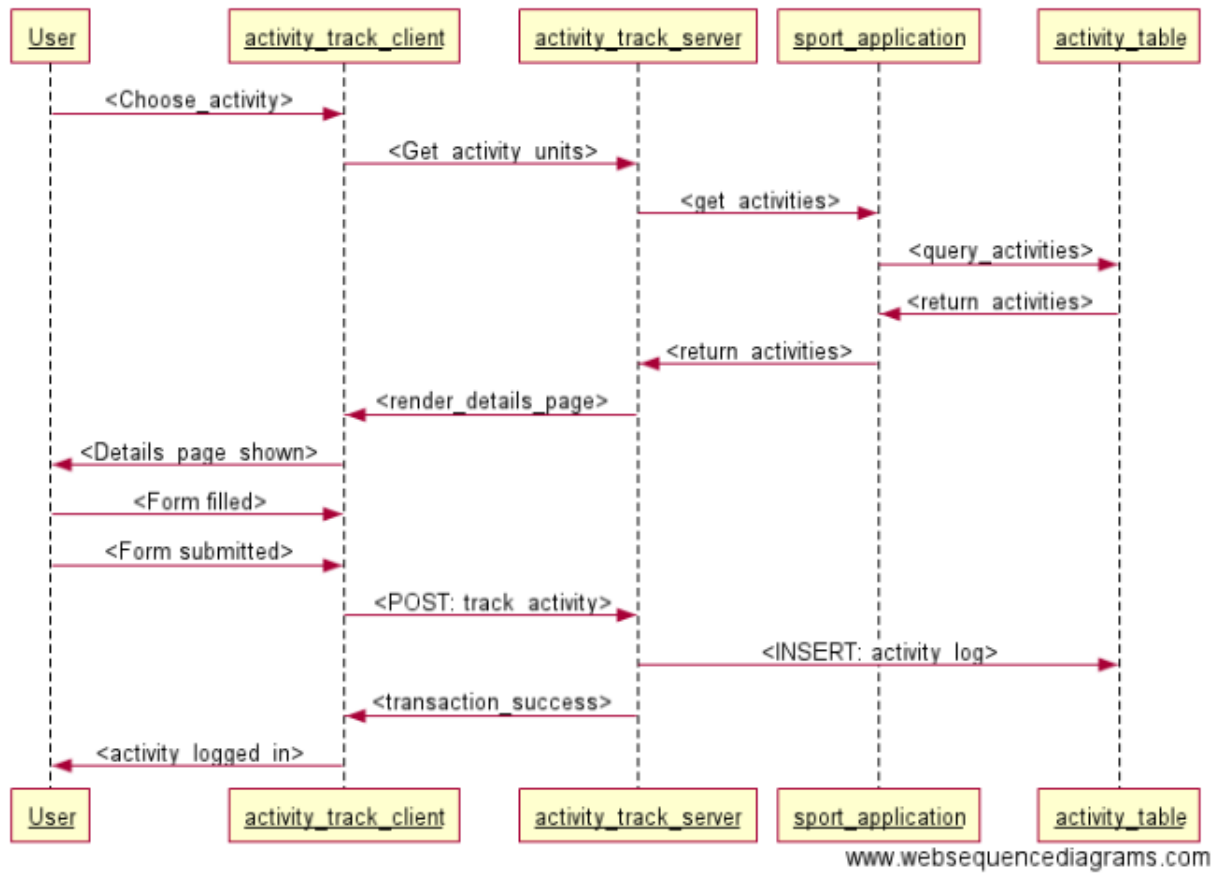 User activity_track_client activity_track_server sport_application activity_table
<Choose_activity>
<Get_activity_units>
<get_activities>
<query_activities>
<return_activities>
<return_activities>
<render_details_page>
<Details_page_shown>
<Form filled>
<Form submitted>
<POST: track_activity>
<INSERT: activity_log>
<transaction_success>
<activity_logged_in>
User activity_track_client activity_track_server sport_application activity_table
www.websequencediagrams.com